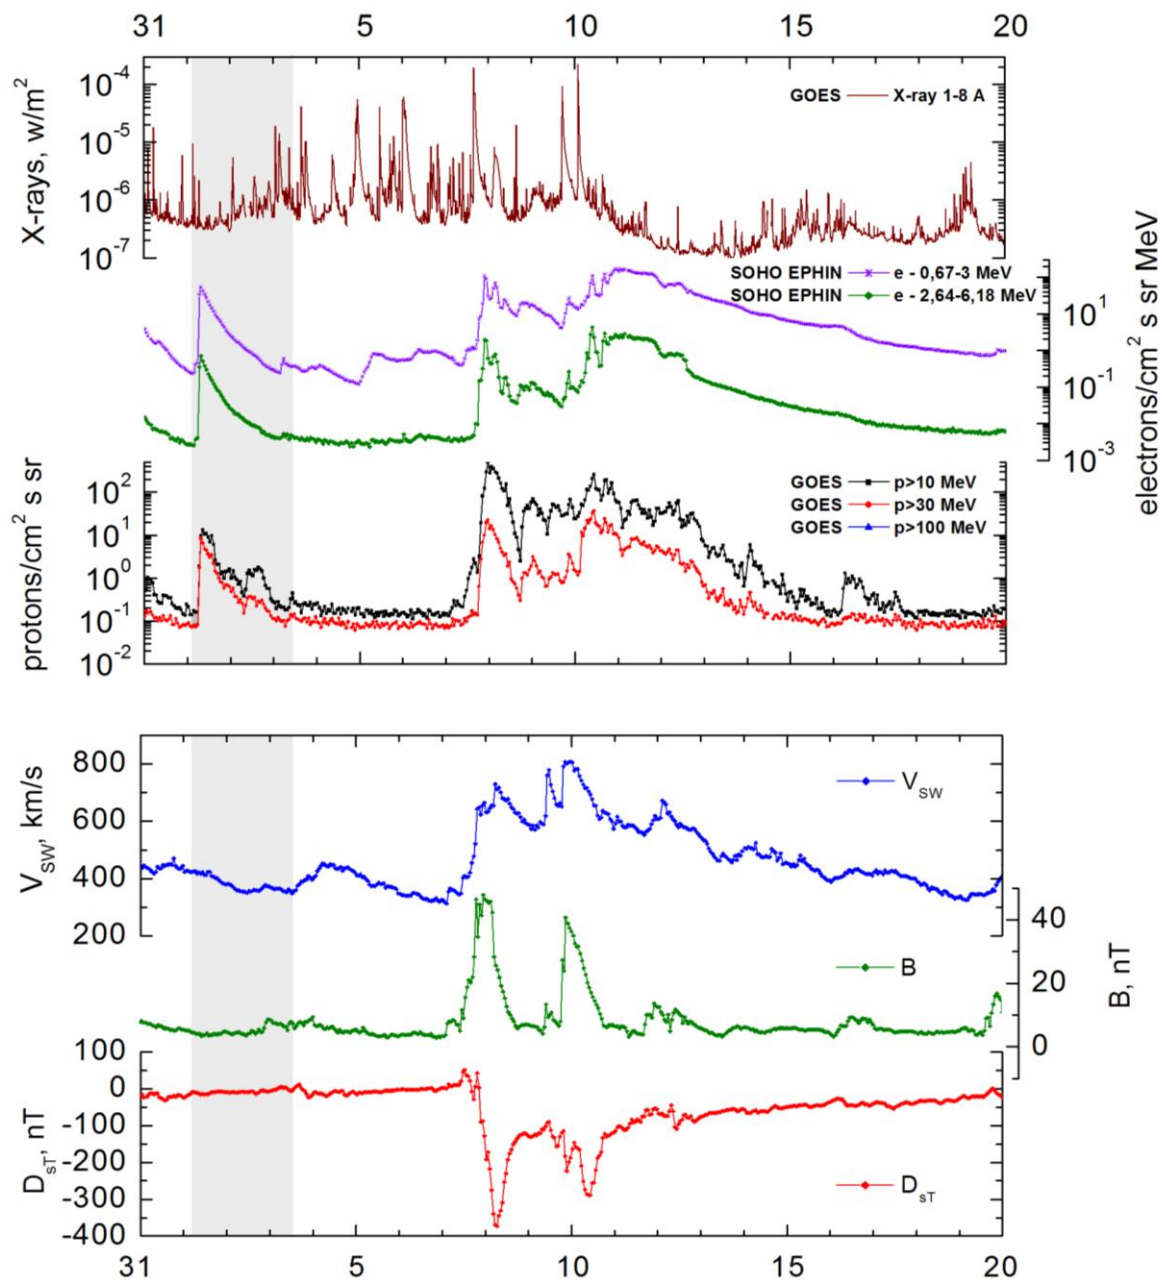 31 5 10 15 20
X-rays, w/m²
10⁻⁴
10⁻⁵
10⁻⁶
10⁻⁷
GOES X-ray 1-8 A
SOHO EPHIN e - 0,67-3 MeV
SOHO EPHIN e - 2,64-6,18 MeV
electrons/cm² s sr MeV
10¹
10⁻¹
10⁻³
protons/cm² s sr
10²
10¹
10⁰
10⁻¹
10⁻²
GOES p>10 MeV
GOES p>30 MeV
GOES p>100 MeV
V_SW, km/s
800
600
400
200
V_SW
B
B, nT
40
20
0
D_sT, nT
100
0
-100
-200
-300
-400
D_sT
31 5 10 15 20